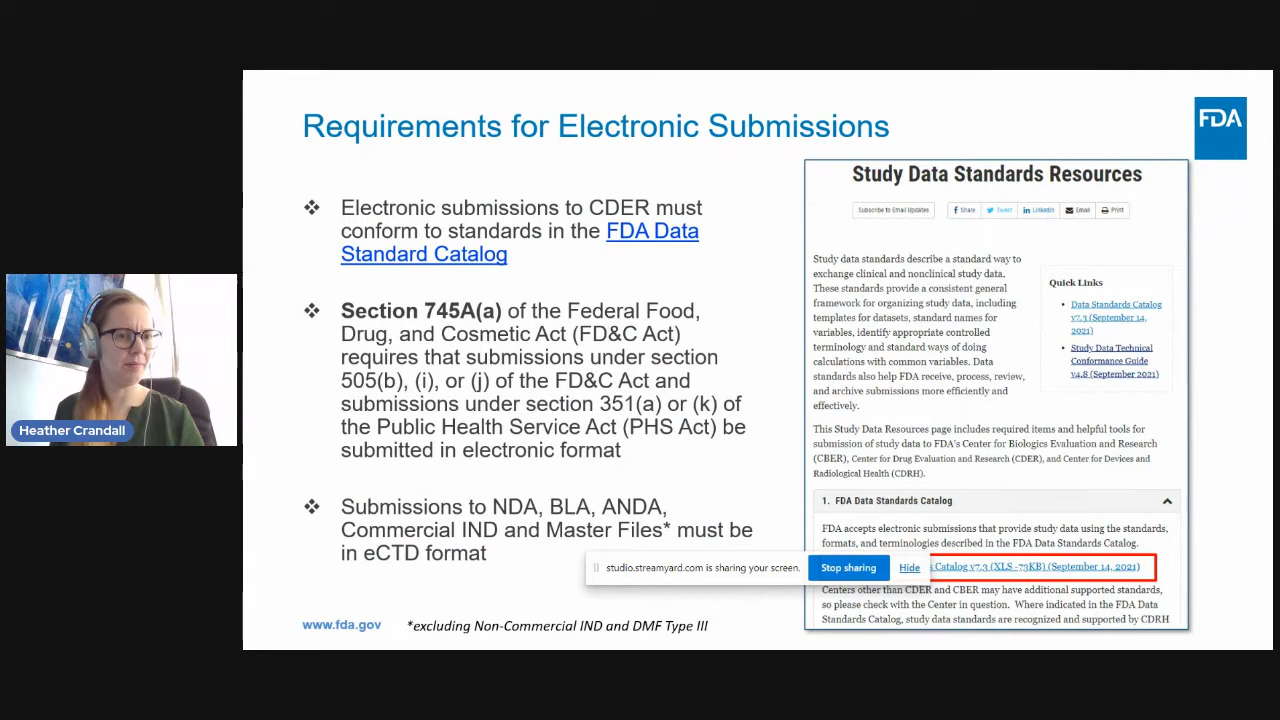 Requirements for Electronic Submissions
FDA
Electronic submissions to CDER must
conform to standards in the FDA Data
Standard Catalog
Section 745A(a) of the Federal Food,
Drug, and Cosmetic Act (FD&C Act)
requires that submissions under section
505(b), (i), or (j) of the FD&C Act and
submissions under section 351(a) or (k) of
the Public Health Service Act (PHS Act) be
submitted in electronic format
Submissions to NDA, BLA, ANDA,
Commercial IND and Master Files* must be
in eCTD format
www.fda.gov
*excluding Non-Commercial IND and DMF Type III
Study Data Standards Resources
Subscribe to Email Updates
Share
Tweet
Linkedin
Email
Print
Study data standards describe a standard way to
exchange clinical and nonclinical study data.
These standards provide a consistent general
framework for organizing study data, including
templates for datasets, standard names for
variables, identify appropriate controlled
terminology and standard ways of doing
calculations with common variables. Data
standards also help FDA receive, process, review,
and archive submissions more efficiently and
effectively.
Quick Links
Data Standards Catalog
v7.3 (September 14,
2021)
Study Data Technical
Conformance Guide
v4.8 (September 2021)
This Study Data Resources page includes required items and helpful tools for
submission of study data to FDA's Center for Biologics Evaluation and Research
(CBER), Center for Drug Evaluation and Research (CDER), and Center for Devices and
Radiological Health (CDRH).
1. FDA Data Standards Catalog
FDA accepts electronic submissions that provide study data using the standards,
formats, and terminologies described in the FDA Data Standards Catalog.
Catalog v7.3 (XLS -73KB) (September 14, 2021)
Centers other than CDER and CBER may have additional supported standards,
so please check with the Center in question. Where indicated in the FDA Data
Standards Catalog, study data standards are recognized and supported by CDRH
studio.streamyard.com is sharing your screen.
Stop sharing
Hide
Heather Crandall